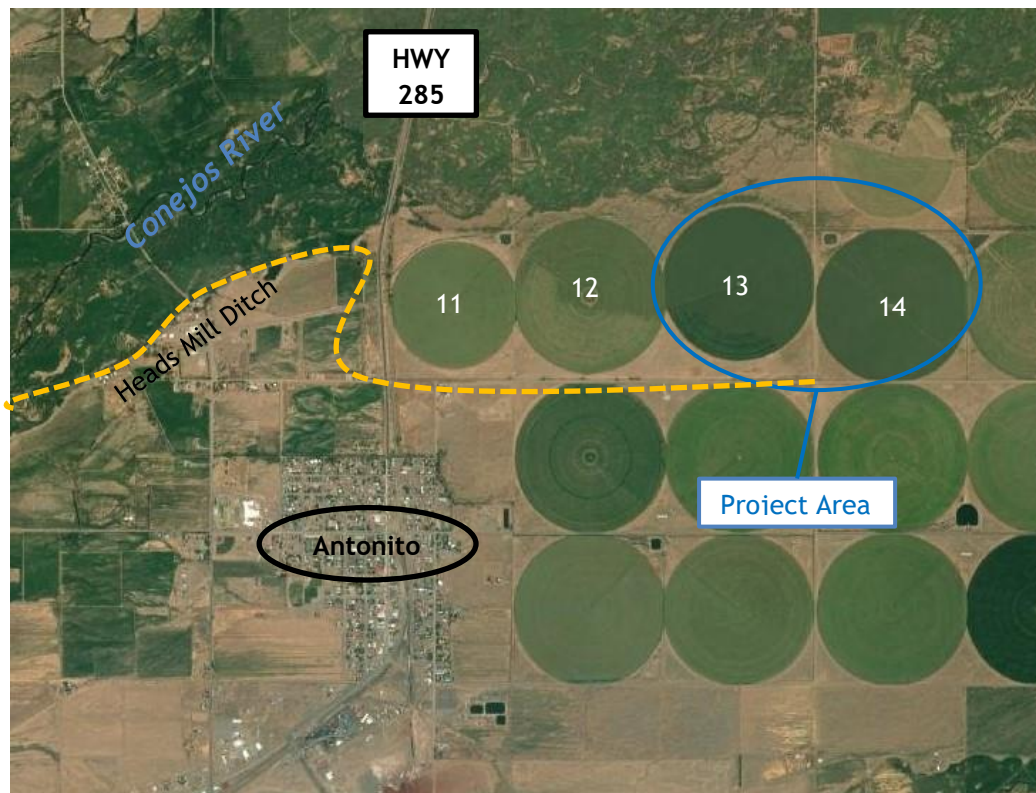 HWY
285
Conejos River
Heads Mill Ditch
11
12
13
14
Project Area
Antonito